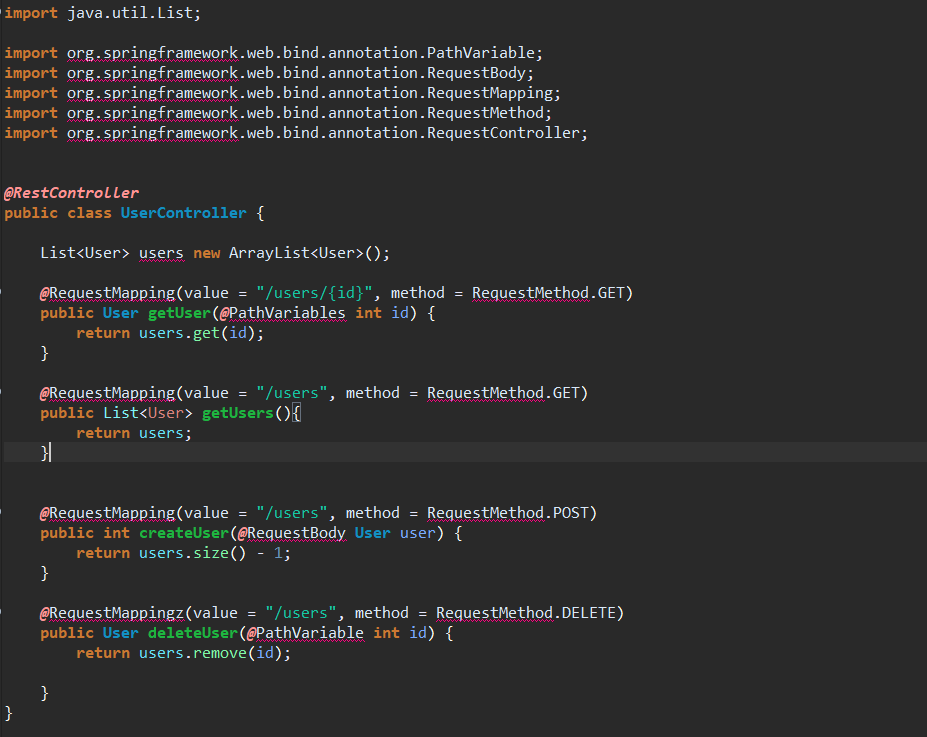 import java.util.List;
import org.springframework.web.bind.annotation.PathVariable;
import org.springframework.web.bind.annotation.RequestBody;
import org.springframework.web.bind.annotation.RequestMapping;
import org.springframework.web.bind.annotation.RequestMethod;
import org.springframework.web.bind.annotation.RequestController;
@RestController
public class UserController {
List<User> users new ArrayList<User>();
@RequestMapping(value = "/users/{id}", method = RequestMethod.GET)
public User getUser(@PathVariables int id) {
return users.get(id);
}
@RequestMapping(value = "/users", method = RequestMethod.GET)
public List<User> getUsers(){
return users;
}
@RequestMapping(value = "/users", method = RequestMethod.POST)
public int createUser(@RequestBody User user) {
return users.size() - 1;
}
@RequestMappingz(value = "/users", method = RequestMethod.DELETE)
public User deleteUser(@PathVariable int id) {
return users.remove(id);
}
}